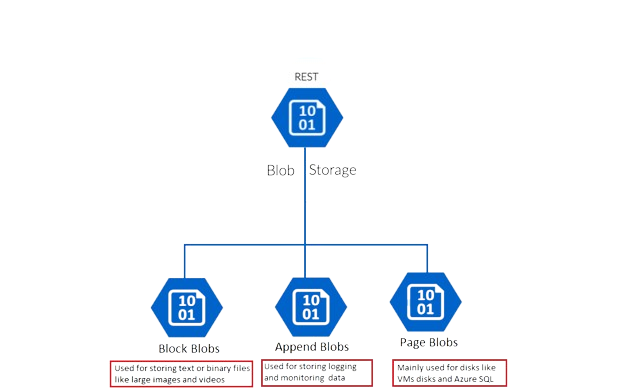 REST
10
01
Blob Storage
10
01
10
01
10
01
Block Blobs
Append Blobs
Page Blobs
Used for storing text or binary files
like large images and videos
Used for storing logging
and monitoring data
Mainly used for disks like
VMs disks and Azure SQL